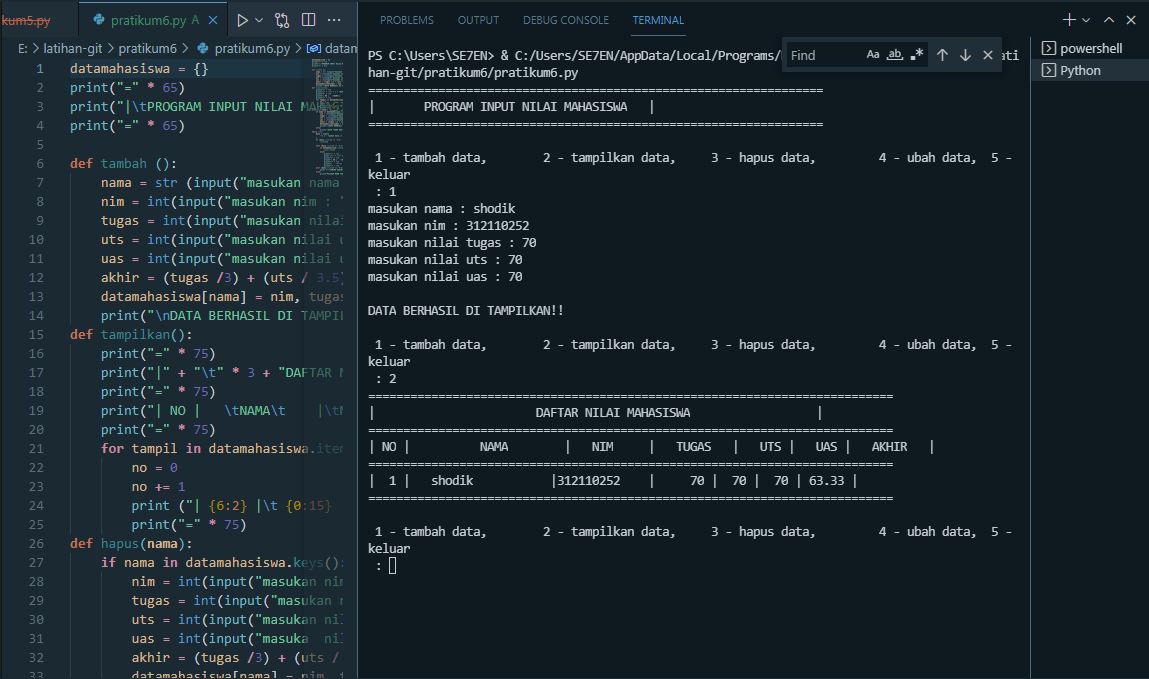 kum5.py
pratikum6.py A
PROBLEMS OUTPUT DEBUG CONSOLE TERMINAL
E: > latihan-git > pratikum6 > pratikum6.py > datam
Find Aa ab *
powershell
Python
1 datamahasiswa = {}
2 print("=" * 65)
3 print("|\tPROGRAM INPUT NILAI MA
4 print("=" * 65)
5
6 def tambah ():
7 nama = str (input("masukan nama
8 nim = int(input("masukan nim : "
9 tugas = int(input("masukan nilai
10 uts = int(input("masukan nilai u
11 uas = int(input("masukan nilai u
12 akhir = (tugas /3) + (uts / 3.5)
13 datamahasiswa[nama] = nim, tugas
14 print("\nDATA BERHASIL DI TAMPIL
15 def tampilkan():
16 print("=" * 75)
17 print("|" + "\t" * 3 + "DAFTAR N
18 print("=" * 75)
19 print("| NO |   \tNAMA\t    |\tN
20 print("=" * 75)
21 for tampil in datamahasiswa.item
22 no = 0
23 no += 1
24 print ("| {6:2} |\t {0:15}
25 print("=" * 75)
26 def hapus(nama):
27 if nama in datamahasiswa.keys():
28 nim = int(input("masukan nim
29 tugas = int(input("masukan n
30 uts = int(input("masukan nil
31 uas = int(input("masuka  nil
32 akhir = (tugas /3) + (uts /
33 datamahasiswa[nama] = nim, t
PS C:\Users\SE7EN> & C:/Users/SE7EN/AppData/Local/Programs/ ati
han-git/pratikum6/pratikum6.py
=================================================================
|       PROGRAM INPUT NILAI MAHASISWA   |
=================================================================
1 - tambah data,        2 - tampilkan data,     3 - hapus data,         4 - ubah data,  5 -
keluar
: 1
masukan nama : shodik
masukan nim : 312110252
masukan nilai tugas : 70
masukan nilai uts : 70
masukan nilai uas : 70
DATA BERHASIL DI TAMPILKAN!!
1 - tambah data,        2 - tampilkan data,     3 - hapus data,         4 - ubah data,  5 -
keluar
: 2
===========================================================================
|                       DAFTAR NILAI MAHASISWA                  |
===========================================================================
| NO |          NAMA        |   NIM     |   TUGAS   |   UTS |   UAS |   AKHIR   |
===========================================================================
|  1 |   shodik           |312110252    |     70 |  70 |  70 | 63.33 |
===========================================================================
1 - tambah data,        2 - tampilkan data,     3 - hapus data,         4 - ubah data,  5 -
keluar
: